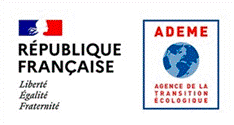 RÉPUBLIQUE
FRANÇAISE
Liberté
Égalité
Fraternité
ADEME
AGENCE DE LA
TRANSITION
ÉCOLOGIQUE